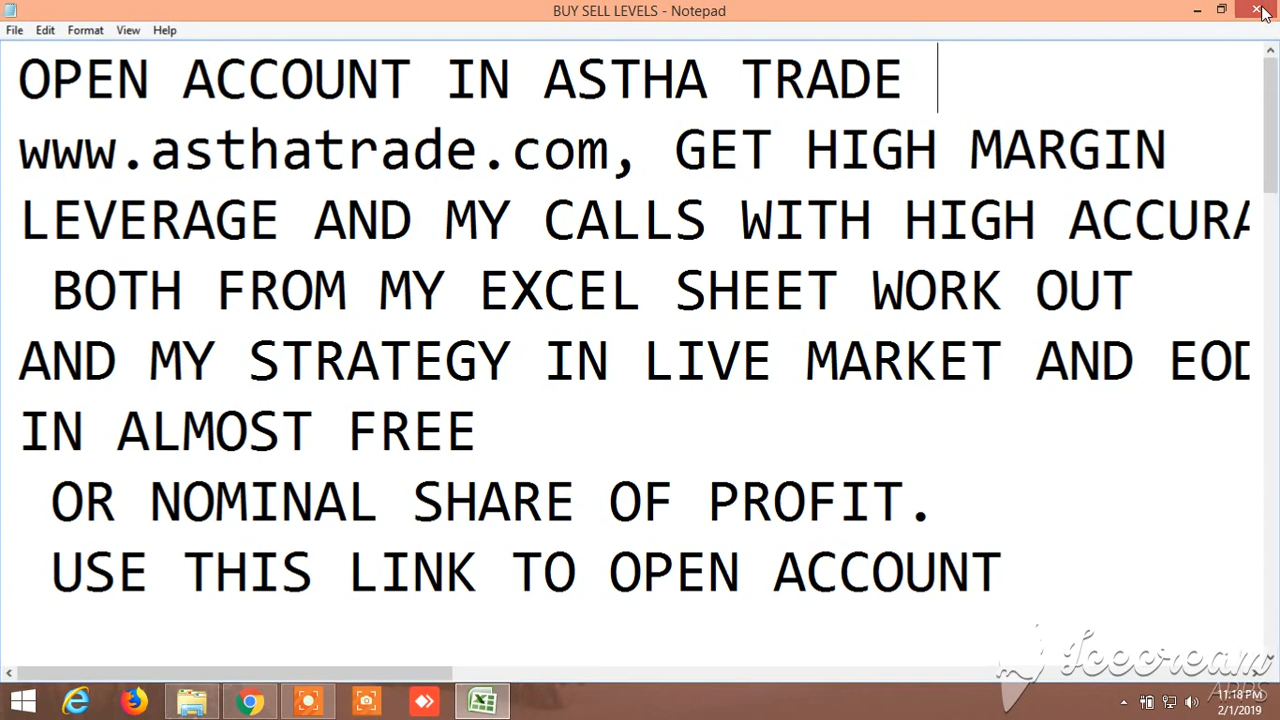 BUY SELL LEVELS - Notepad
File Edit Format View Help
OPEN ACCOUNT IN ASTHA TRADE
www.asthatrade.com, GET HIGH MARGIN
LEVERAGE AND MY CALLS WITH HIGH ACCURA
BOTH FROM MY EXCEL SHEET WORK OUT
AND MY STRATEGY IN LIVE MARKET AND EOD
IN ALMOST FREE
OR NOMINAL SHARE OF PROFIT.
USE THIS LINK TO OPEN ACCOUNT
Icecream
APPS
11:18 PM
2/1/2019